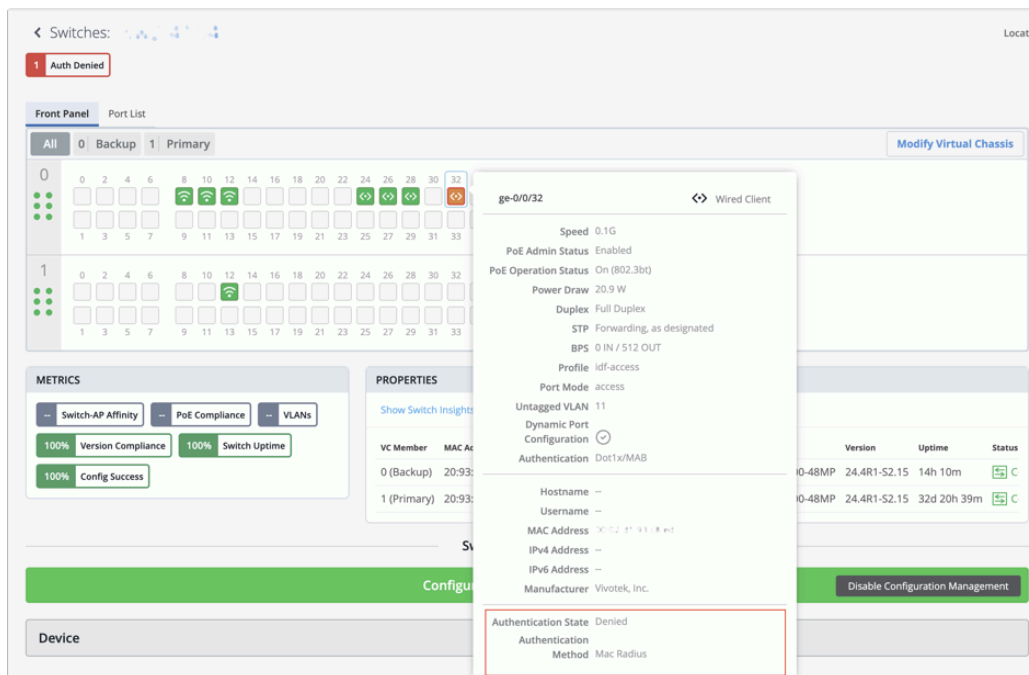 Switches:
Locat
1 Auth Denied
Front Panel Port List
All 0 Backup 1 Primary Modify Virtual Chassis
0
0 2 4 6 8 10 12 14 16 18 20 22 24 26 28 30 32
1 3 5 7 9 11 13 15 17 19 21 23 25 27 29 31 33
1
0 2 4 6 8 10 12 14 16 18 20 22 24 26 28 30 32
1 3 5 7 9 11 13 15 17 19 21 23 25 27 29 31 33
ge-0/0/32 Wired Client
Speed 0.1G
PoE Admin Status Enabled
PoE Operation Status On (802.3bt)
Power Draw 20.9 W
Duplex Full Duplex
STP Forwarding, as designated
BPS 0 IN / 512 OUT
Profile idf-access
Port Mode access
Untagged VLAN 11
Dynamic Port
Configuration
Authentication Dot1x/MAB
Hostname --
Username --
MAC Address
IPv4 Address --
IPv6 Address --
Manufacturer Vivotek, inc.
Authentication State Denied
Authentication
Method Mac Radius
METRICS
-- Switch-AP Affinity -- PoE Compliance -- VLANs
100% Version Compliance 100% Switch Uptime
100% Config Success
PROPERTIES
Show Switch Insights
VC Member MAC Ad Version Uptime Status
0 (Backup) 20:93: 00-48MP 24.4R1-S2.15 14h 10m C
1 (Primary) 20:93: 00-48MP 24.4R1-S2.15 32d 20h 39m C
Sw
Configu Disable Configuration Management
Device